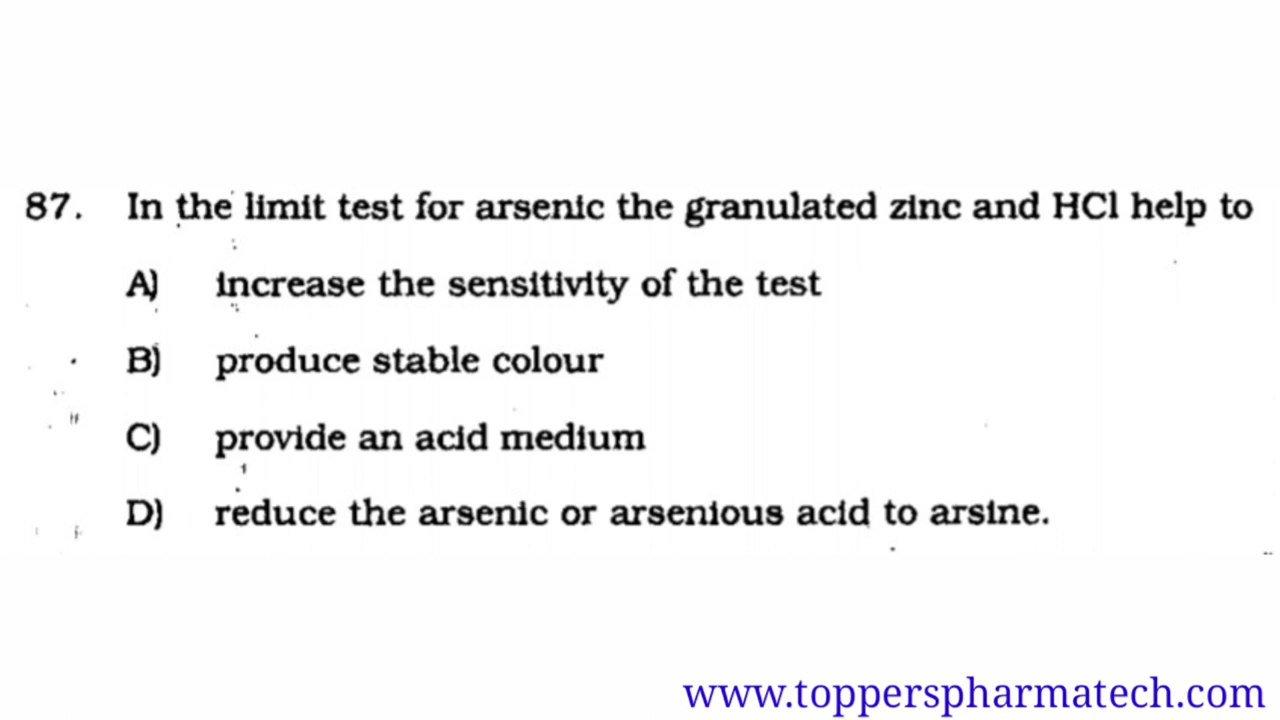 87. In the limit test for arsenic the granulated zinc and HCl help to
A) increase the sensitivity of the test
B) produce stable colour
C) provide an acid medium
D) reduce the arsenic or arsenious acid to arsine.
www.topperspharmatech.com